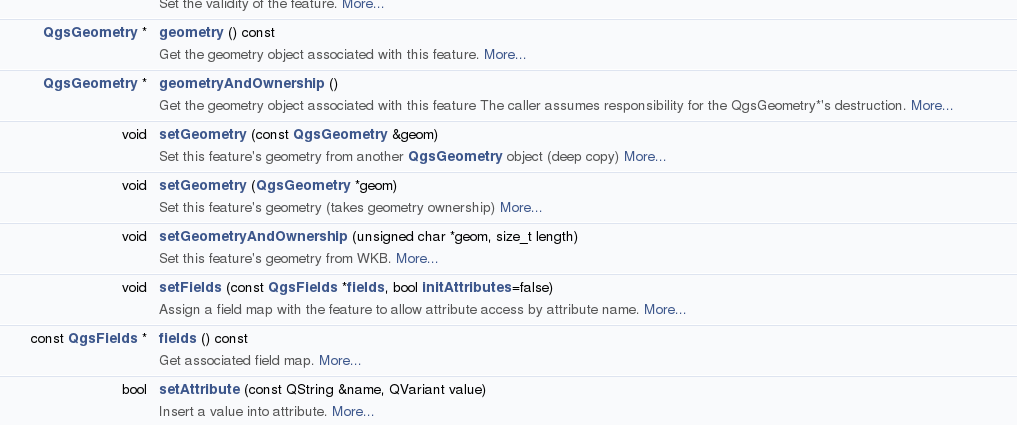 Set the validity of the feature. More...
QgsGeometry * geometry () const
Get the geometry object associated with this feature. More...
QgsGeometry * geometryAndOwnership ()
Get the geometry object associated with this feature The caller assumes responsibility for the QgsGeometry*'s destruction. More...
void setGeometry (const QgsGeometry &geom)
Set this feature's geometry from another QgsGeometry object (deep copy) More...
void setGeometry (QgsGeometry *geom)
Set this feature's geometry (takes geometry ownership) More...
void setGeometryAndOwnership (unsigned char *geom, size_t length)
Set this feature's geometry from WKB. More...
void setFields (const QgsFields *fields, bool initAttributes=false)
Assign a field map with the feature to allow attribute access by attribute name. More...
const QgsFields * fields () const
Get associated field map. More...
bool setAttribute (const QString &name, QVariant value)
Insert a value into attribute. More...